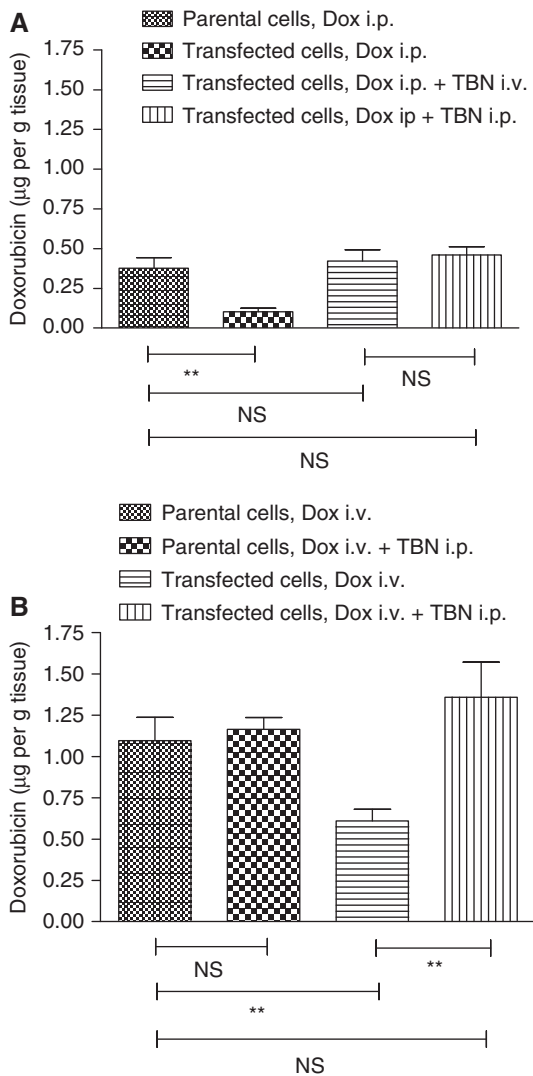 A
Parental cells, Dox i.p.
Transfected cells, Dox i.p.
Transfected cells, Dox i.p. + TBN i.v.
Transfected cells, Dox ip + TBN i.p.
Doxorubicin (µg per g tissue)
1.75
1.50
1.25
1.00
0.75
0.50
0.25
0.00
**
NS
NS
NS
B
Parental cells, Dox i.v.
Parental cells, Dox i.v. + TBN i.p.
Transfected cells, Dox i.v.
Transfected cells, Dox i.v. + TBN i.p.
Doxorubicin (µg per g tissue)
1.75
1.50
1.25
1.00
0.75
0.50
0.25
0.00
NS
**
**
NS